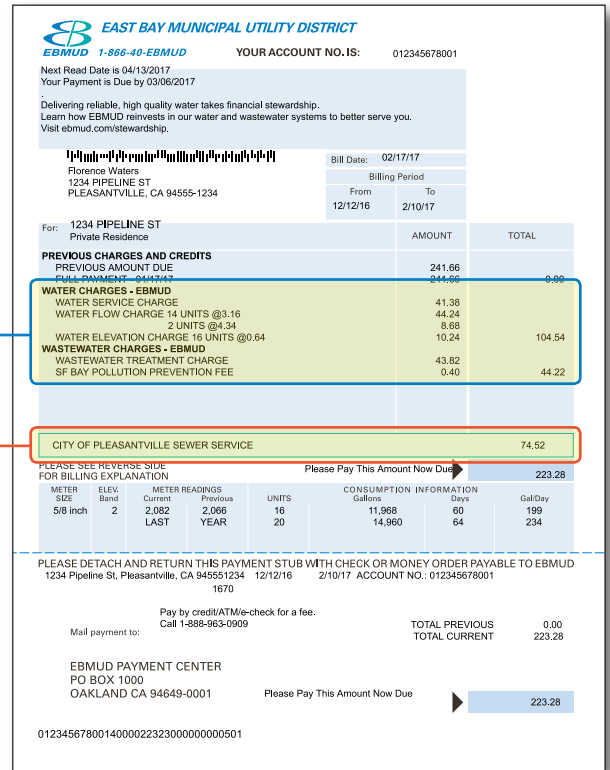 EAST BAY MUNICIPAL UTILITY DISTRICT
EBMUD 1-866-40-EBMUD YOUR ACCOUNT NO. IS: 012345678001
Next Read Date is 04/13/2017
Your Payment is Due by 03/06/2017
.
Delivering reliable, high quality water takes financial stewardship.
Learn how EBMUD reinvests in our water and wastewater systems to better serve you.
Visit ebmud.com/stewardship.
Florence Waters
1234 PIPELINE ST
PLEASANTVILLE, CA 94555-1234
Bill Date: 02/17/17
Billing Period
From To
12/12/16 2/10/17
For: 1234 PIPELINE ST
Private Residence
AMOUNT TOTAL
PREVIOUS CHARGES AND CREDITS
PREVIOUS AMOUNT DUE 241.66
FULL PAYMENT 01/17/17 241.66 0.00
WATER CHARGES - EBMUD
WATER SERVICE CHARGE 41.38
WATER FLOW CHARGE 14 UNITS @3.16 44.24
2 UNITS @4.34 8.68
WATER ELEVATION CHARGE 16 UNITS @0.64 10.24 104.54
WASTEWATER CHARGES - EBMUD
WASTEWATER TREATMENT CHARGE 43.82
SF BAY POLLUTION PREVENTION FEE 0.40 44.22
CITY OF PLEASANTVILLE SEWER SERVICE 74.52
PLEASE SEE REVERSE SIDE
FOR BILLING EXPLANATION
Please Pay This Amount Now Due 223.28
METER SIZE ELEV. Band METER READINGS Current Previous UNITS CONSUMPTION INFORMATION Gallons Days Gal/Day
5/8 inch 2 2,082 2,066 16 11,968 60 199
LAST YEAR 20 14,960 64 234
PLEASE DETACH AND RETURN THIS PAYMENT STUB WITH CHECK OR MONEY ORDER PAYABLE TO EBMUD
1234 Pipeline St, Pleasantville, CA 945551234 12/12/16 2/10/17 ACCOUNT NO.: 012345678001
1670
Pay by credit/ATM/e-check for a fee.
Call 1-888-963-0909
Mail payment to:
TOTAL PREVIOUS 0.00
TOTAL CURRENT 223.28
EBMUD PAYMENT CENTER
PO BOX 1000
OAKLAND CA 94649-0001
Please Pay This Amount Now Due 223.28
012345678001400002232300000000501